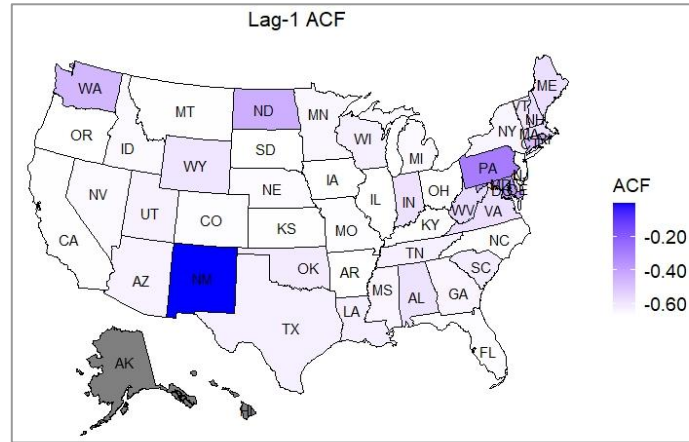 Lag-1 ACF
WA
MT
ND
MN
ME
VT
NH
OR
ID
SD
WI
NY
MA
WY
MI
PA
NE
IA
OH
NV
IL
IN
UT
CO
WV
VA
KS
MO
KY
CA
NC
TN
OK
AZ
NM
AR
SC
MS
AL
GA
TX
LA
FL
AK
ACF
-0.20
-0.40
-0.60